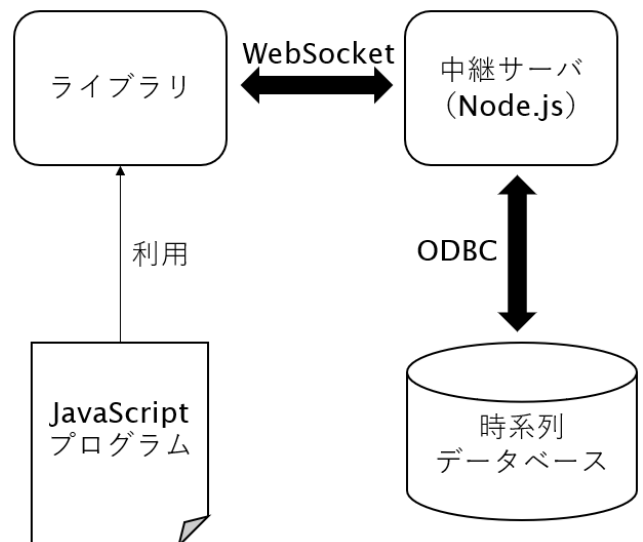 ライブラリ
WebSocket
中継サーバ
（Node.js）
利用
ODBC
JavaScript
プログラム
時系列
データベース